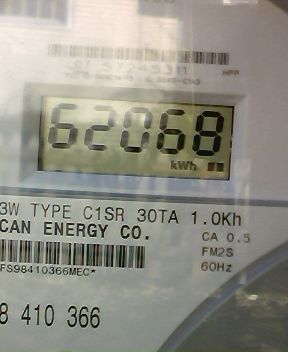 62068
kWh
3W TYPE C1SR 30TA 1.0Kh
CAN ENERGY CO.
CA 0.5
FM2S
60Hz
FS98410366MEC*
8 410 366